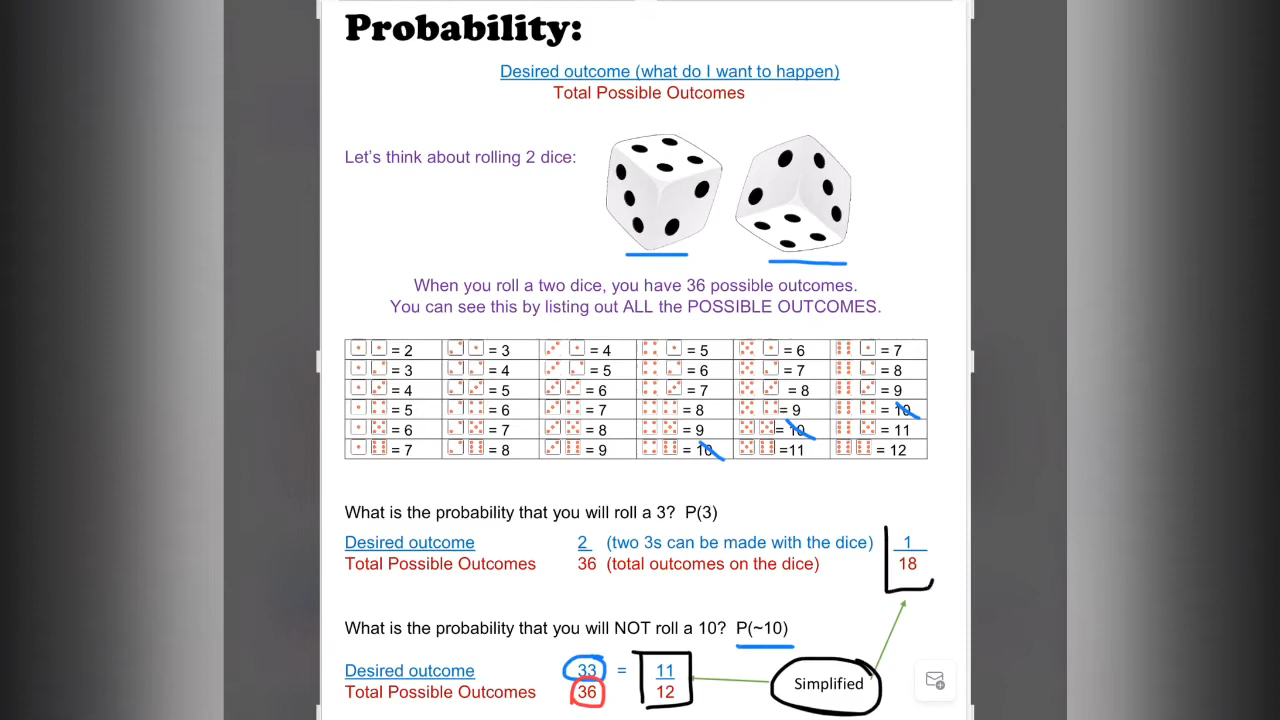 Probability:
Desired outcome (what do I want to happen)
Total Possible Outcomes
Let's think about rolling 2 dice:
When you roll a two dice, you have 36 possible outcomes.
You can see this by listing out ALL the POSSIBLE OUTCOMES.
= 2 = 3 = 4 = 5 = 6 = 7
= 3 = 4 = 5 = 6 = 7 = 8
= 4 = 5 = 6 = 7 = 8 = 9
= 5 = 6 = 7 = 8 = 9 = 10
= 6 = 7 = 8 = 9 = 10 = 11
= 7 = 8 = 9 = 10 =11 = 12
What is the probability that you will roll a 3? P(3)
Desired outcome 2 (two 3s can be made with the dice) 1
Total Possible Outcomes 36 (total outcomes on the dice) 18
What is the probability that you will NOT roll a 10? P(~10)
Desired outcome 33 = 11
Total Possible Outcomes 36 12
Simplified